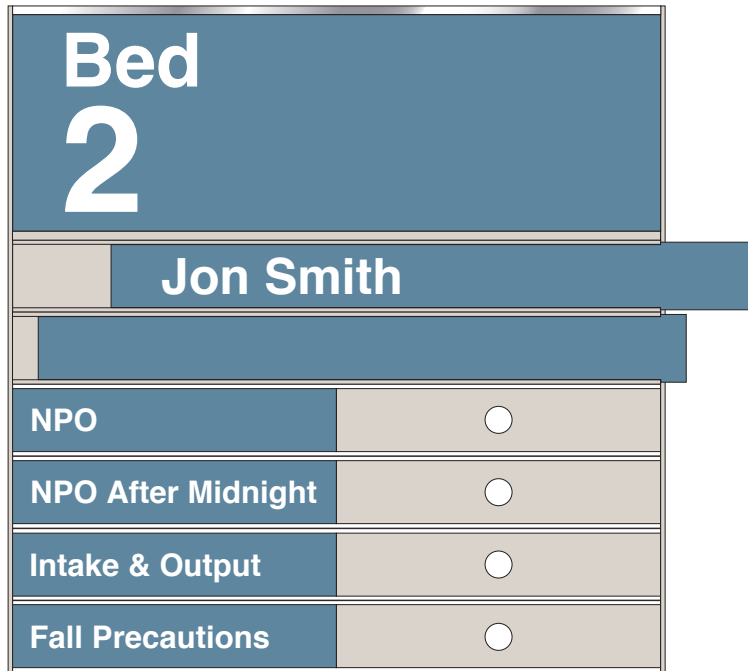 Bed
2
Jon Smith
NPO
NPO After Midnight
Intake & Output
Fall Precautions